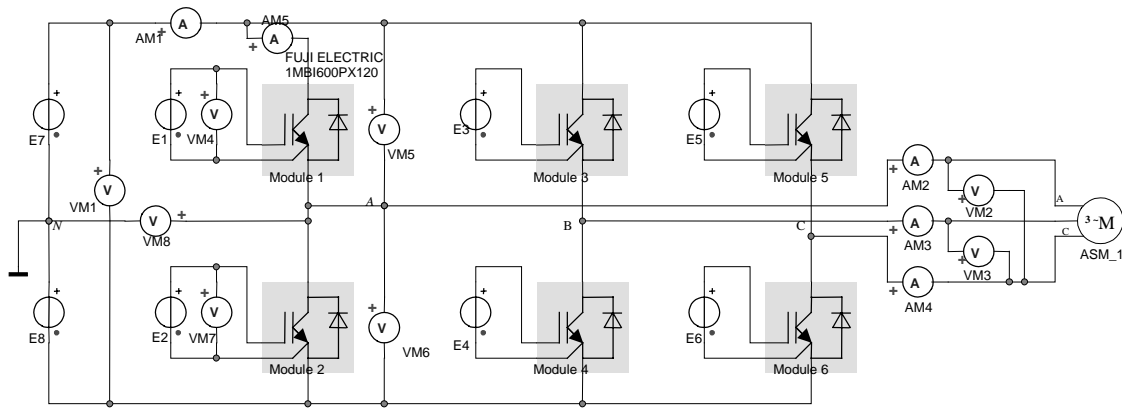 AM1
AM5
FUJI ELECTRIC
1MBI600PX120
E7
E1
VM4
VM5
E3
E5
Module 1
Module 3
Module 5
VM1
N
VM8
A
B
C
AM2
VM2
A
AM3
C
3 ~M
ASM_1
VM3
AM4
E8
E2
VM7
VM6
E4
E6
Module 2
Module 4
Module 6
A
A
V
V
V
V
V
V
A
V
A
V
A